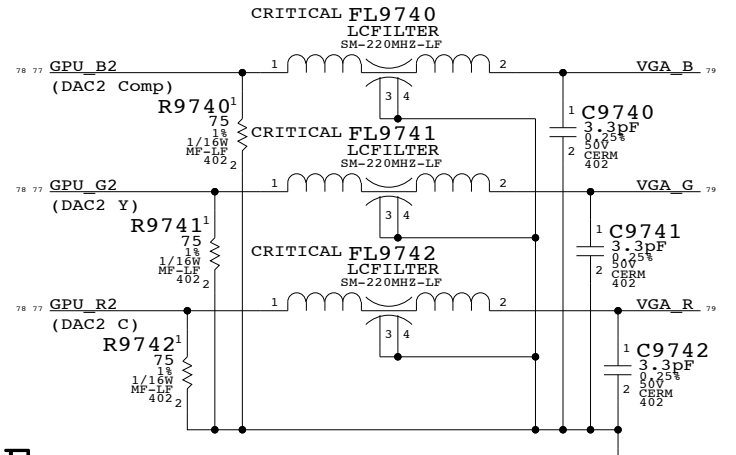 CRITICAL FL9740
LCFILTER
SM-220MHZ-LF
78 77 GPU_B2 1 2 VGA_B 79
(DAC2 Comp)
3 4
R9740 1
75
1%
1/16W
MF-LF
402 2
1 C9740
3.3pF
0.25%
50V
2 CERM
402
CRITICAL FL9741
LCFILTER
SM-220MHZ-LF
78 77 GPU_G2 1 2 VGA_G 79
(DAC2 Y)
3 4
R9741 1
75
1%
1/16W
MF-LF
402 2
1 C9741
3.3pF
0.25%
50V
2 CERM
402
CRITICAL FL9742
LCFILTER
SM-220MHZ-LF
78 77 GPU_R2 1 2 VGA_R 79
(DAC2 C)
3 4
R9742 1
75
1%
1/16W
MF-LF
402 2
1 C9742
3.3pF
0.25%
50V
2 CERM
402